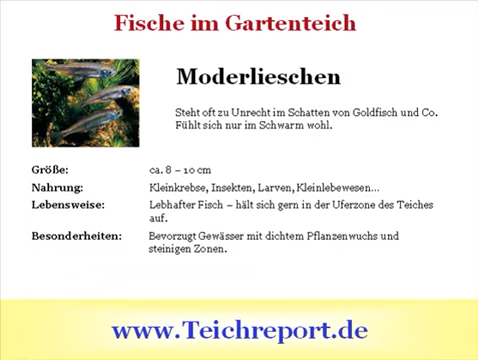 Fische im Gartenteich
Moderlieschen
Steht oft zu Unrecht im Schatten von Goldfisch und Co.
Fühlt sich nur im Schwarm wohl.
Größe: ca. 8 – 10 cm
Nahrung: Kleinkrebse, Insekten, Larven, Kleinlebewesen...
Lebensweise: Lebhafter Fisch – hält sich gern in der Uferzone des Teiches
auf.
Besonderheiten: Bevorzugt Gewässer mit dichtem Pflanzenwuchs und
steinigen Zonen.
www.Teichreport.de